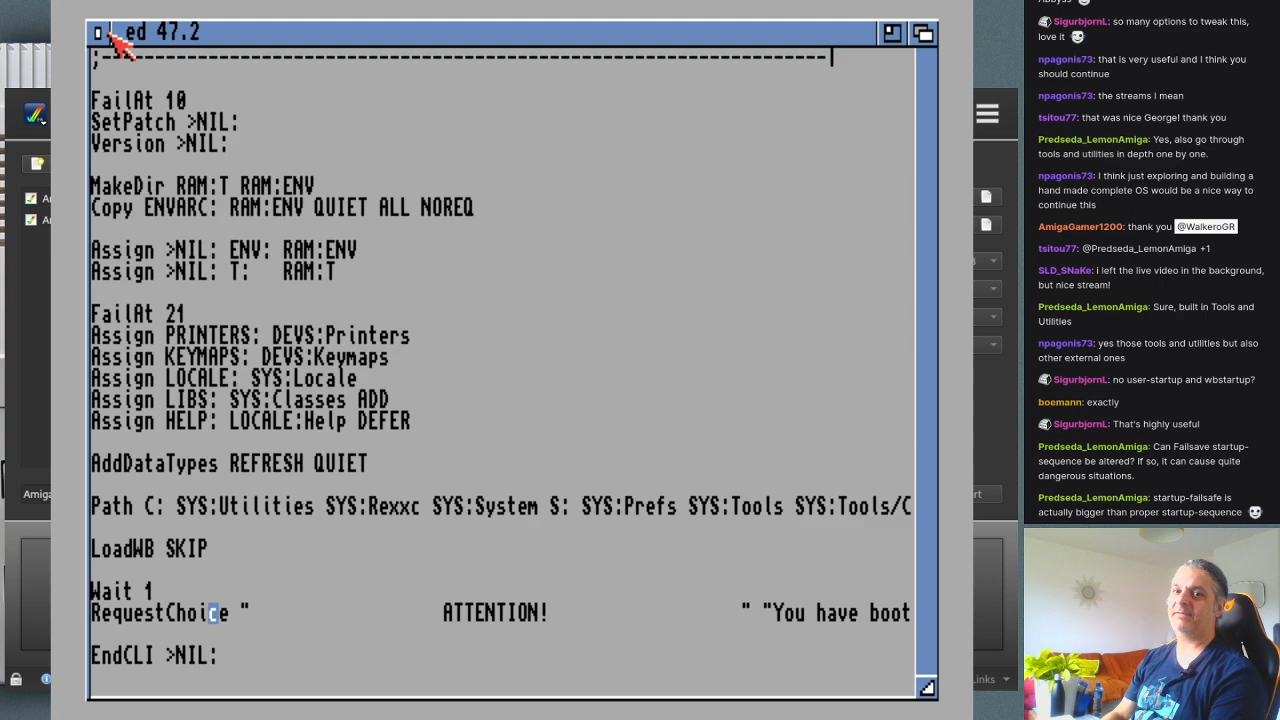 ed 47.2
;---------------------------------------------------------------------|
FailAt 10
SetPatch >NIL:
Version >NIL:
MakeDir RAM:T RAM:ENV
Copy ENVARC: RAM:ENV QUIET ALL NOREQ
Assign >NIL: ENV: RAM:ENV
Assign >NIL: T:   RAM:T
FailAt 21
Assign PRINTERS: DEVS:Printers
Assign KEYMAPS: DEVS:Keymaps
Assign LOCALE: SYS:Locale
Assign LIBS: SYS:Classes ADD
Assign HELP: LOCALE:Help DEFER
AddDataTypes REFRESH QUIET
Path C: SYS:Utilities SYS:Rexxc SYS:System S: SYS:Prefs SYS:Tools SYS:Tools/C
LoadWB SKIP
Wait 1
RequestChoice "                  ATTENTION!                  " "You have boot
EndCLI >NIL:
Amiga
Links
SigurbjornL: so many options to tweak this,
love it
npagonis73: that is very useful and I think you
should continue
npagonis73: the streams I mean
tsitou77: that was nice George! thank you
Predseda_LemonAmiga: Yes, also go through
tools and utilities in depth one by one.
npagonis73: I think just exploring and building a
hand made complete OS would be a nice way to
continue this
AmigaGamer1200: thank you @WalkeroGR
tsitou77: @Predseda_LemonAmiga +1
SLD_SNaKe: i left the live video in the background,
but nice stream!
Predseda_LemonAmiga: Sure, built in Tools and
Utilities
npagonis73: yes those tools and utilities but also
other external ones
SigurbjornL: no user-startup and wbstartup?
boemann: exactly
SigurbjornL: That's highly useful
Predseda_LemonAmiga: Can Failsave startup-
sequence be altered? If so, it can cause quite
dangerous situations.
Predseda_LemonAmiga: startup-failsafe is
actually bigger than proper startup-sequence